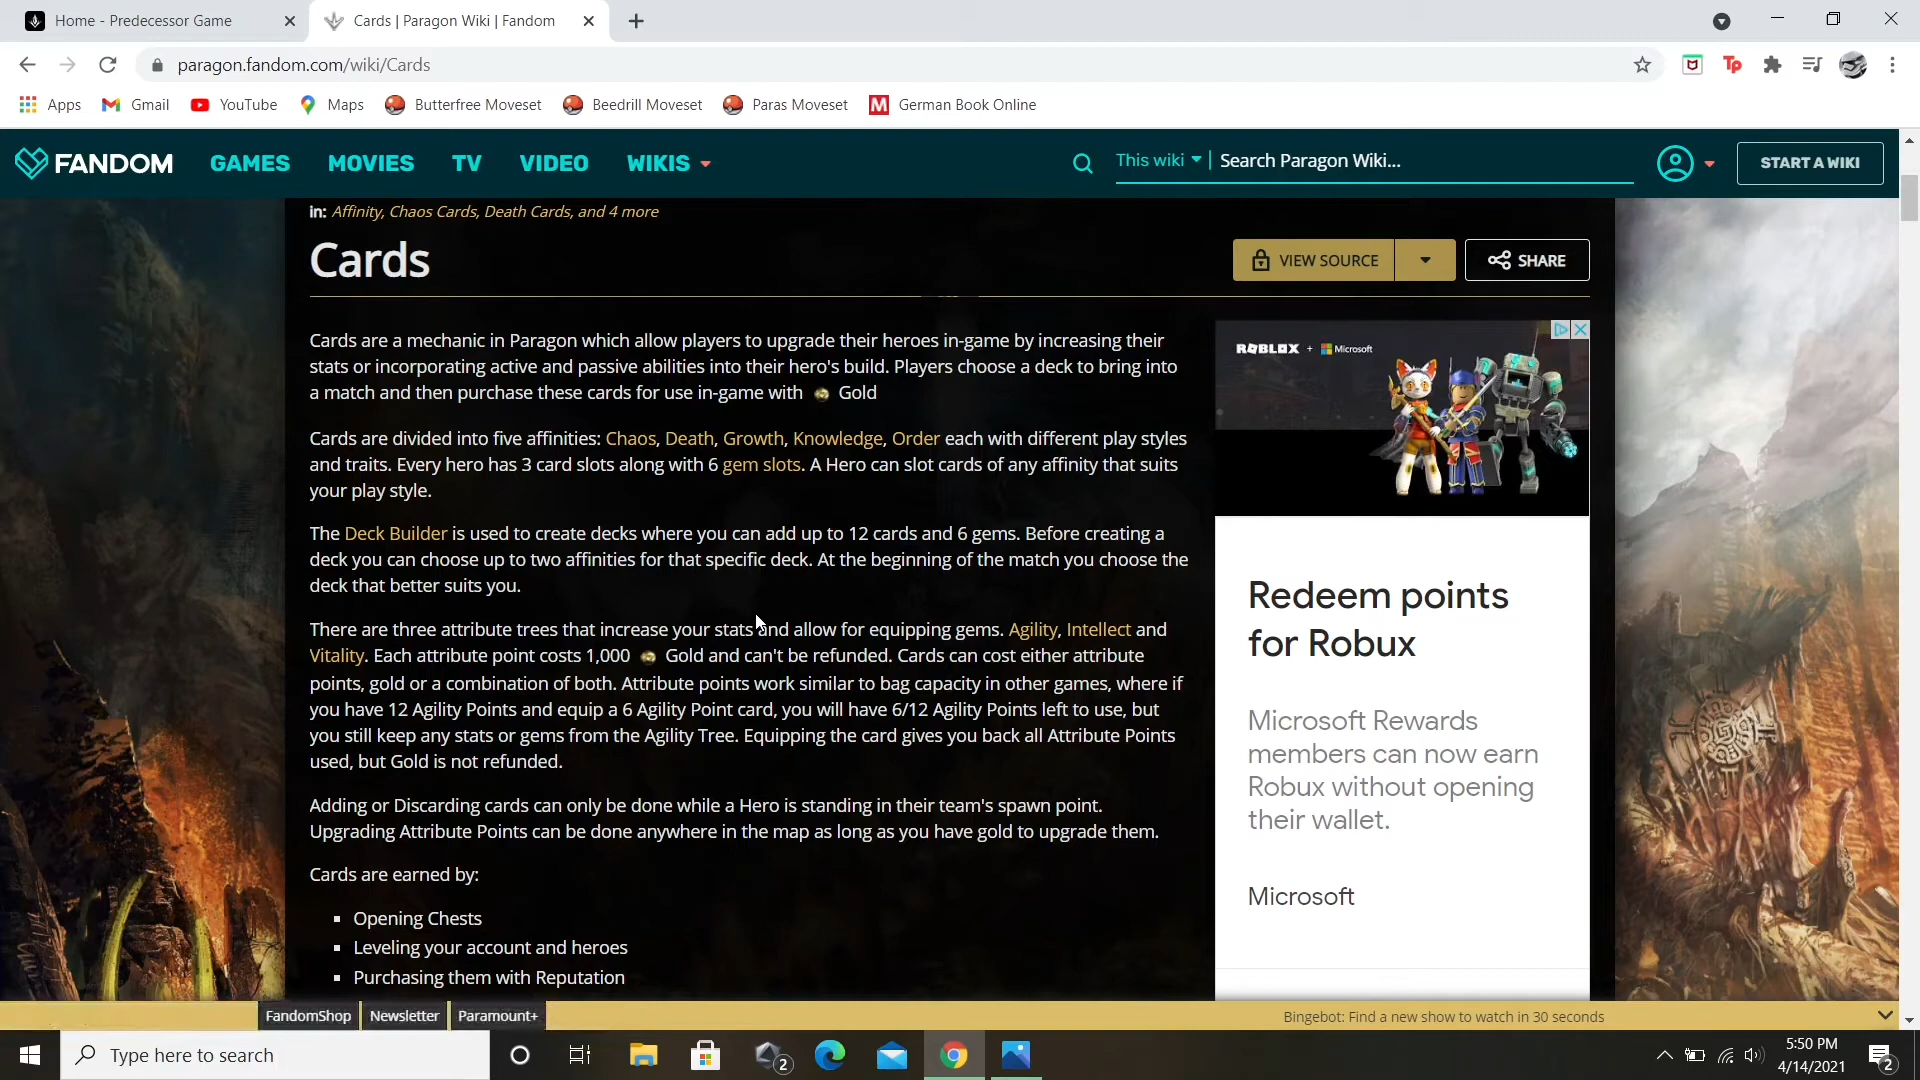 Home - Predecessor Game
Cards | Paragon Wiki | Fandom
paragon.fandom.com/wiki/Cards
Apps
Gmail
YouTube
Maps
Butterfree Moveset
Beedrill Moveset
Paras Moveset
German Book Online
FANDOM
GAMES
MOVIES
TV
VIDEO
WIKIS
This wiki
Search Paragon Wiki...
START A WIKI
in: Affinity, Chaos Cards, Death Cards, and 4 more
Cards
VIEW SOURCE
SHARE
Cards are a mechanic in Paragon which allow players to upgrade their heroes in-game by increasing their
stats or incorporating active and passive abilities into their hero's build. Players choose a deck to bring into
a match and then purchase these cards for use in-game with Gold
Cards are divided into five affinities: Chaos, Death, Growth, Knowledge, Order each with different play styles
and traits. Every hero has 3 card slots along with 6 gem slots. A Hero can slot cards of any affinity that suits
your play style.
The Deck Builder is used to create decks where you can add up to 12 cards and 6 gems. Before creating a
deck you can choose up to two affinities for that specific deck. At the beginning of the match you choose the
deck that better suits you.
There are three attribute trees that increase your stats and allow for equipping gems. Agility, Intellect and
Vitality. Each attribute point costs 1,000 Gold and can't be refunded. Cards can cost either attribute
points, gold or a combination of both. Attribute points work similar to bag capacity in other games, where if
you have 12 Agility Points and equip a 6 Agility Point card, you will have 6/12 Agility Points left to use, but
you still keep any stats or gems from the Agility Tree. Equipping the card gives you back all Attribute Points
used, but Gold is not refunded.
Adding or Discarding cards can only be done while a Hero is standing in their team's spawn point.
Upgrading Attribute Points can be done anywhere in the map as long as you have gold to upgrade them.
Cards are earned by:
Opening Chests
Leveling your account and heroes
Purchasing them with Reputation
ROBLOX + Microsoft
Redeem points
for Robux
Microsoft Rewards
members can now earn
Robux without opening
their wallet.
Microsoft
FandomShop
Newsletter
Paramount+
Bingebot: Find a new show to watch in 30 seconds
Type here to search
2
5:50 PM
4/14/2021
2